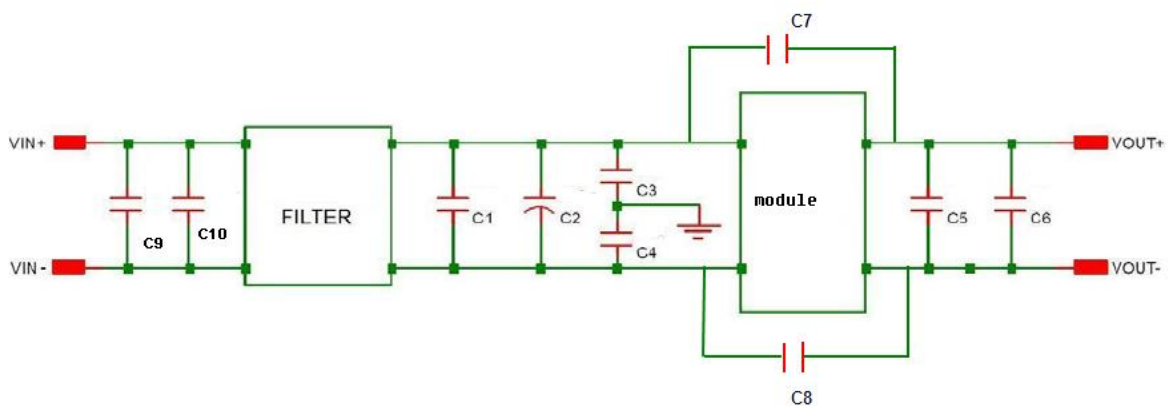 C7
VIN+
VOUT+
C3
module
FILTER
C1
C2
C5
C6
C9
C10
C4
VIN-
VOUT-
C8